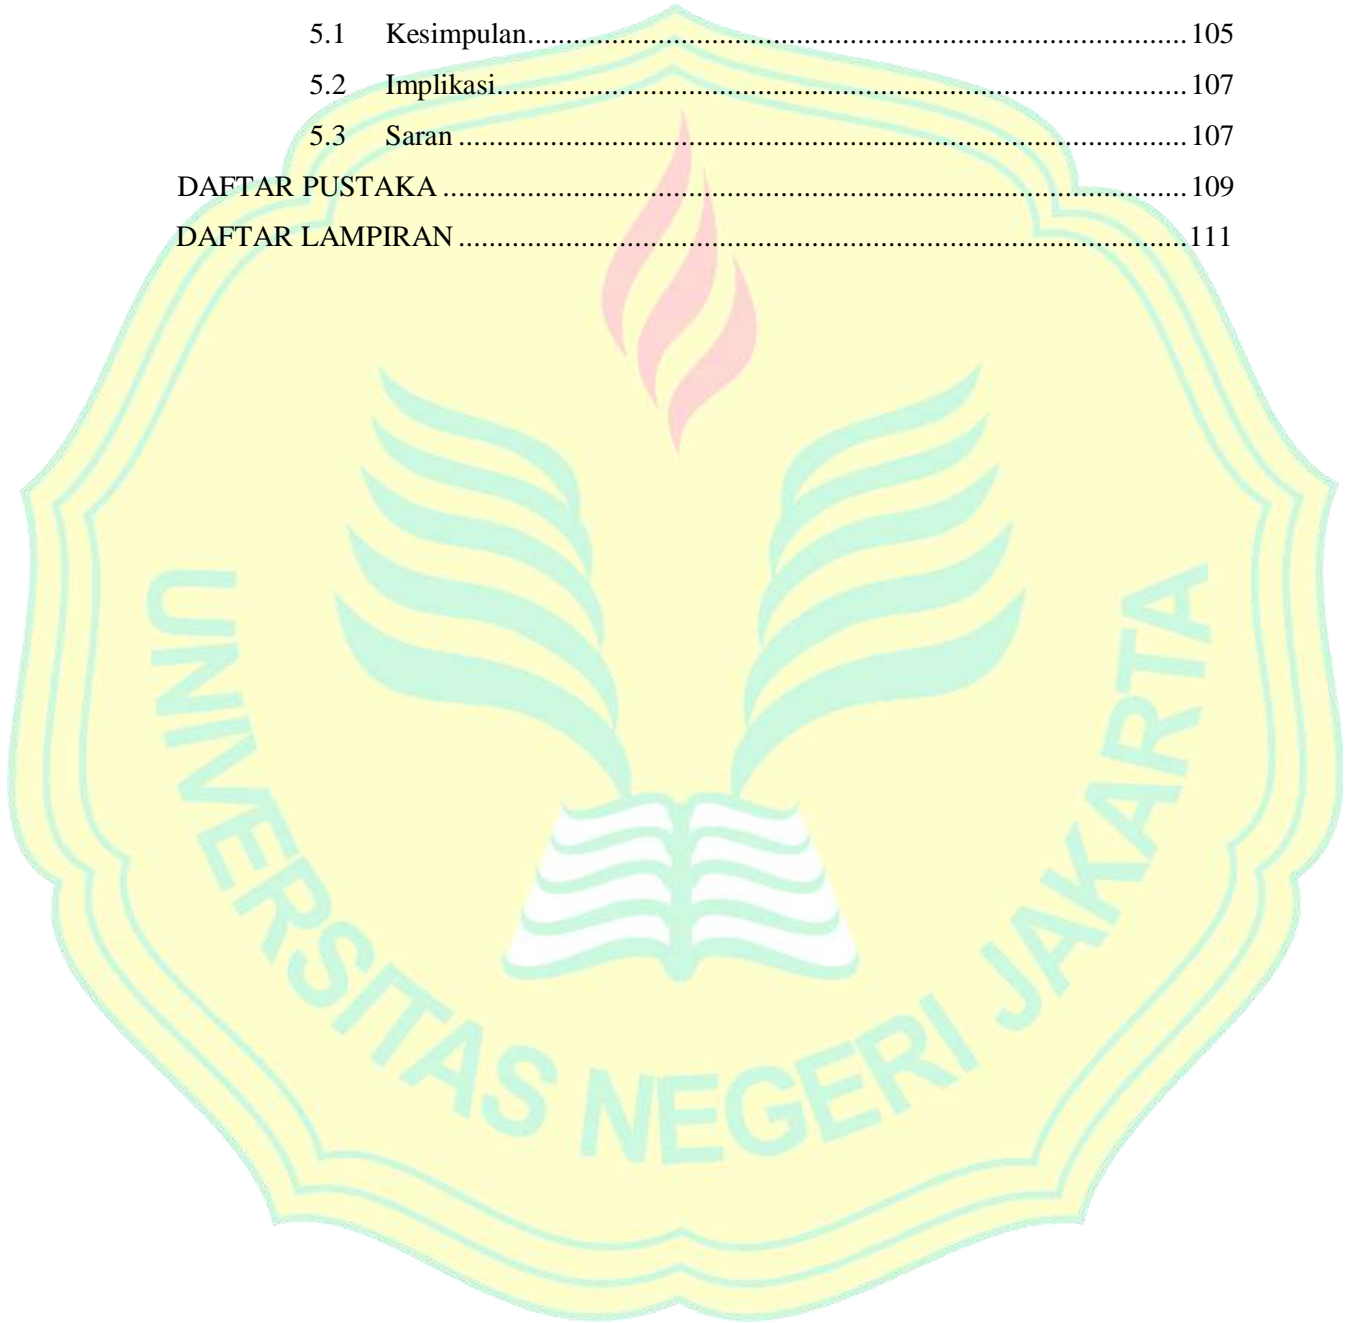 5.1 Kesimpulan.......................................................................................105
5.2 Implikasi...........................................................................................107
5.3 Saran ................................................................................................107
DAFTAR PUSTAKA ..................................................................................................109
DAFTAR LAMPIRAN ................................................................................................111
UNIVERSITAS NEGERI JAKARTA